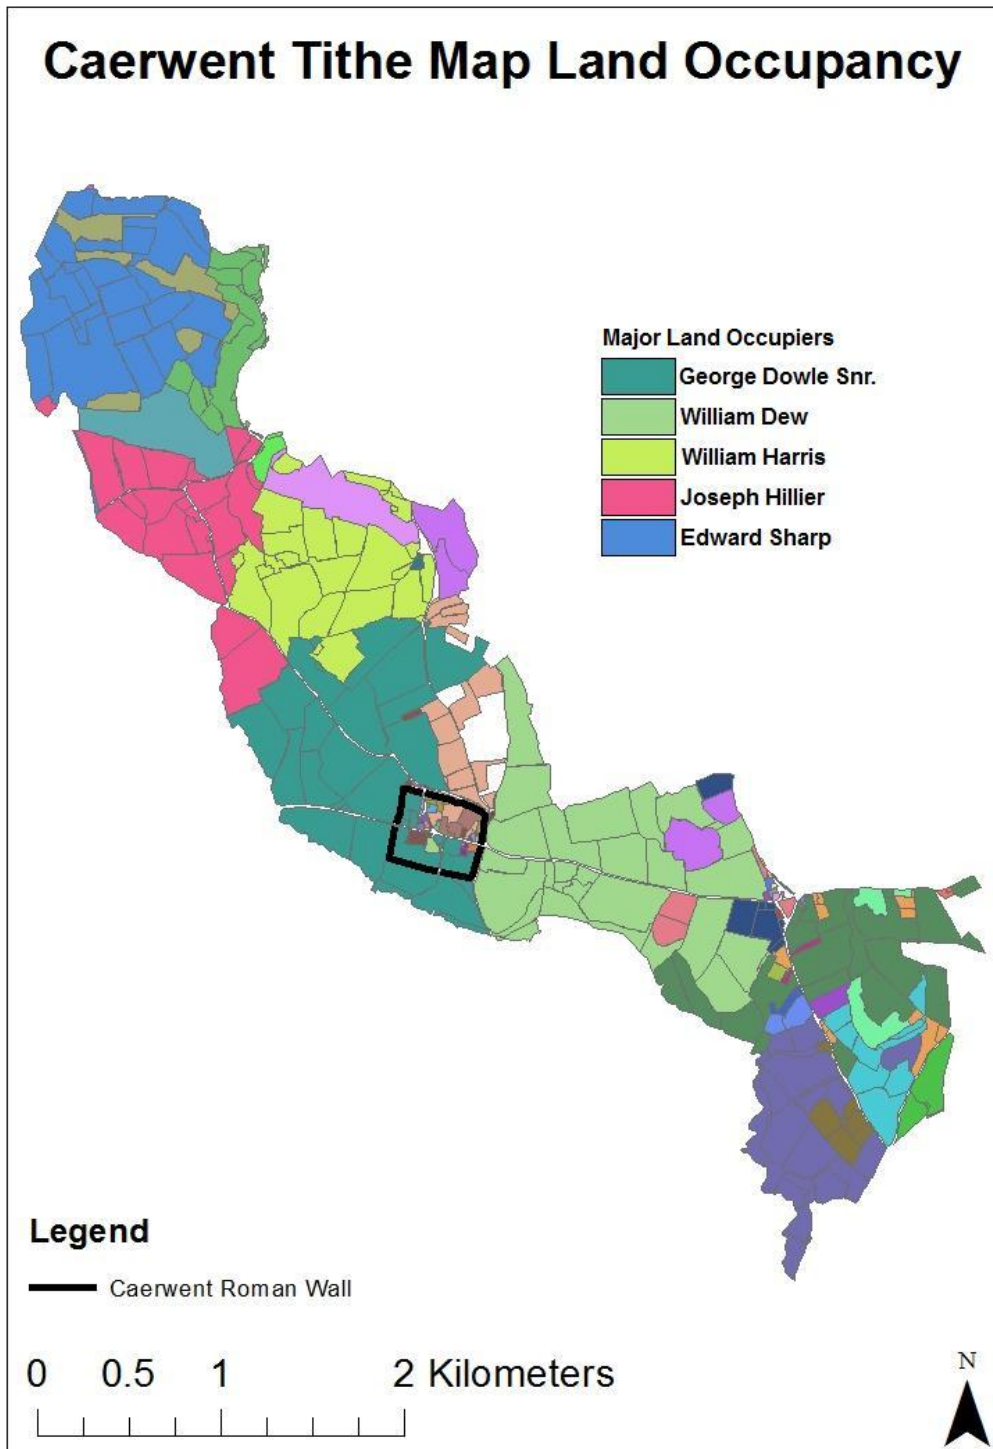 Caerwent Tithe Map Land Occupancy
Major Land Occupiers
George Dowle Snr.
William Dew
William Harris
Joseph Hillier
Edward Sharp
Legend
Caerwent Roman Wall
0 0.5 1 2 Kilometers
N